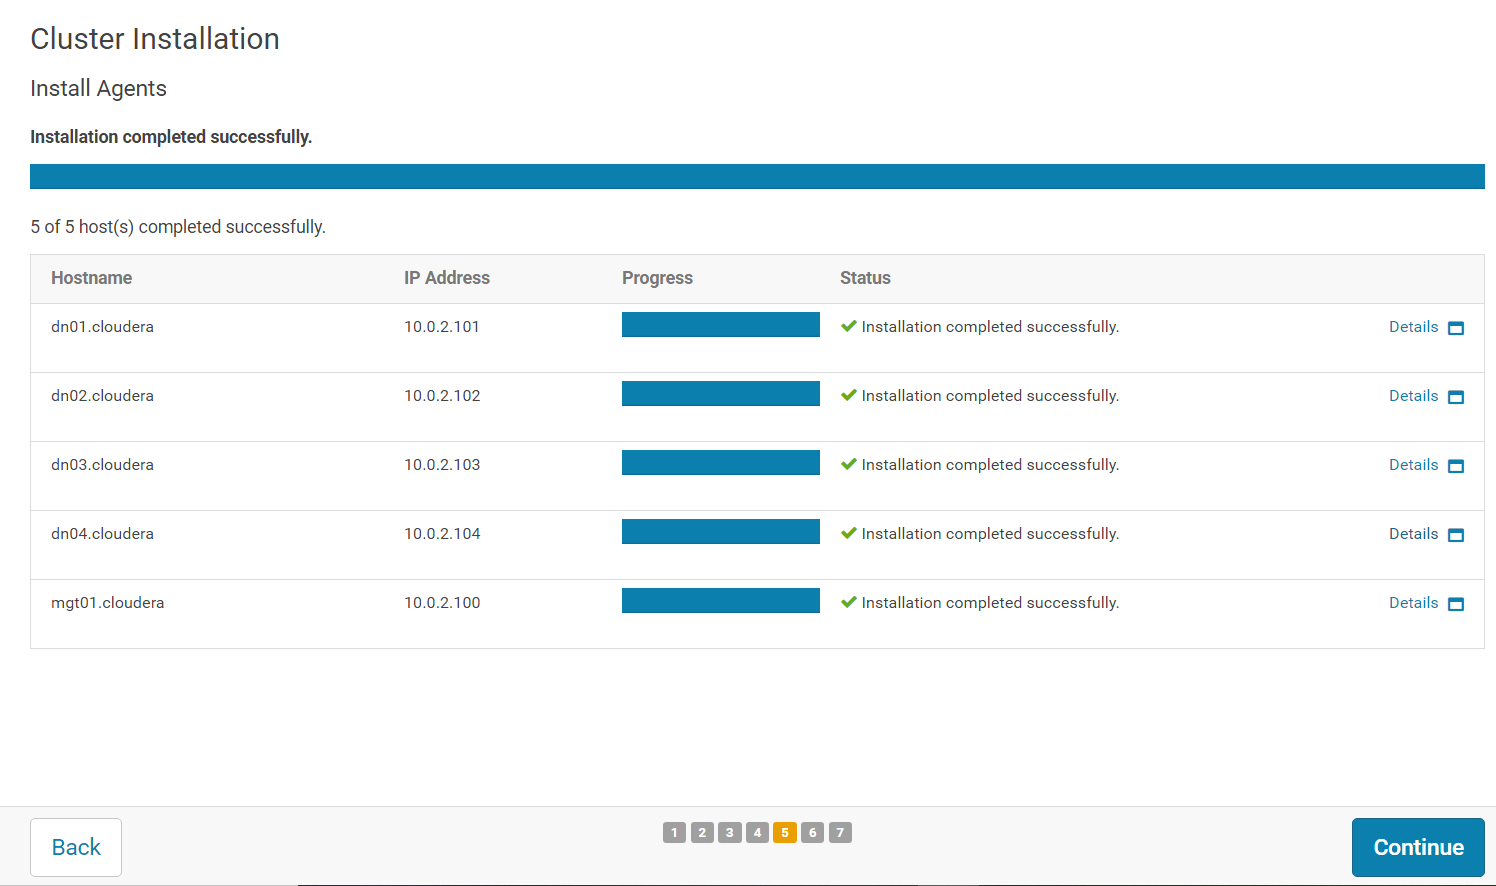 Cluster Installation
Install Agents
Installation completed successfully.
5 of 5 host(s) completed successfully.
Hostname IP Address Progress Status
dn01.cloudera 10.0.2.101 Installation completed successfully. Details
dn02.cloudera 10.0.2.102 Installation completed successfully. Details
dn03.cloudera 10.0.2.103 Installation completed successfully. Details
dn04.cloudera 10.0.2.104 Installation completed successfully. Details
mgt01.cloudera 10.0.2.100 Installation completed successfully. Details
Back 1 2 3 4 5 6 7 Continue